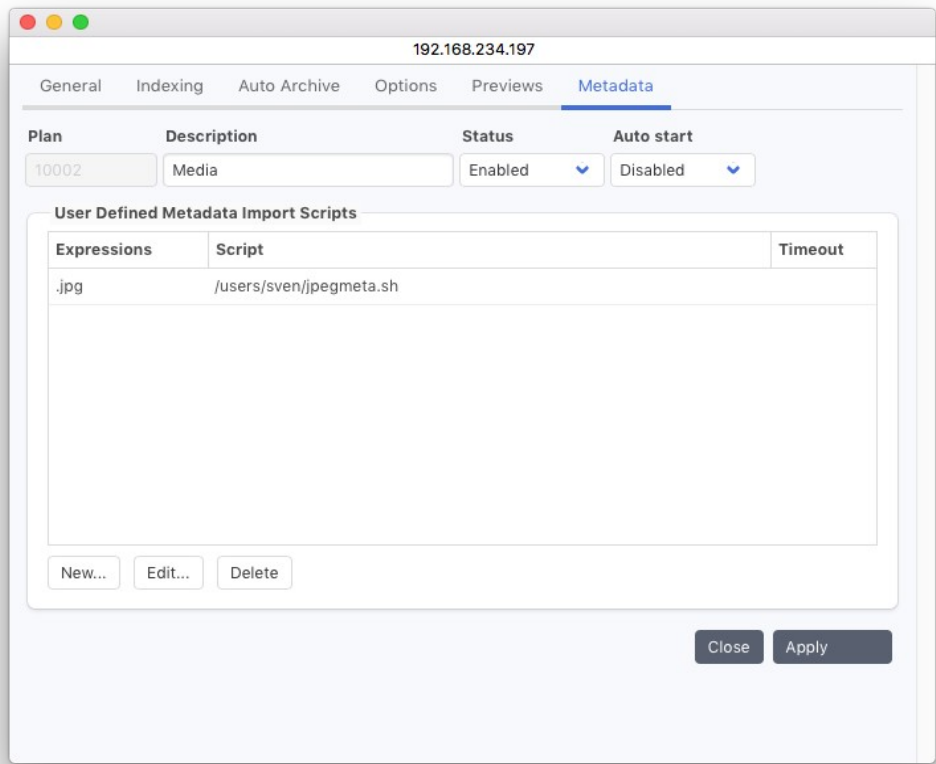 192.168.234.197
General Indexing Auto Archive Options Previews Metadata
Plan Description Status Auto start
10002 Media Enabled Disabled
User Defined Metadata Import Scripts
Expressions Script Timeout
.jpg /users/sven/jpegmeta.sh
New... Edit... Delete
Close Apply